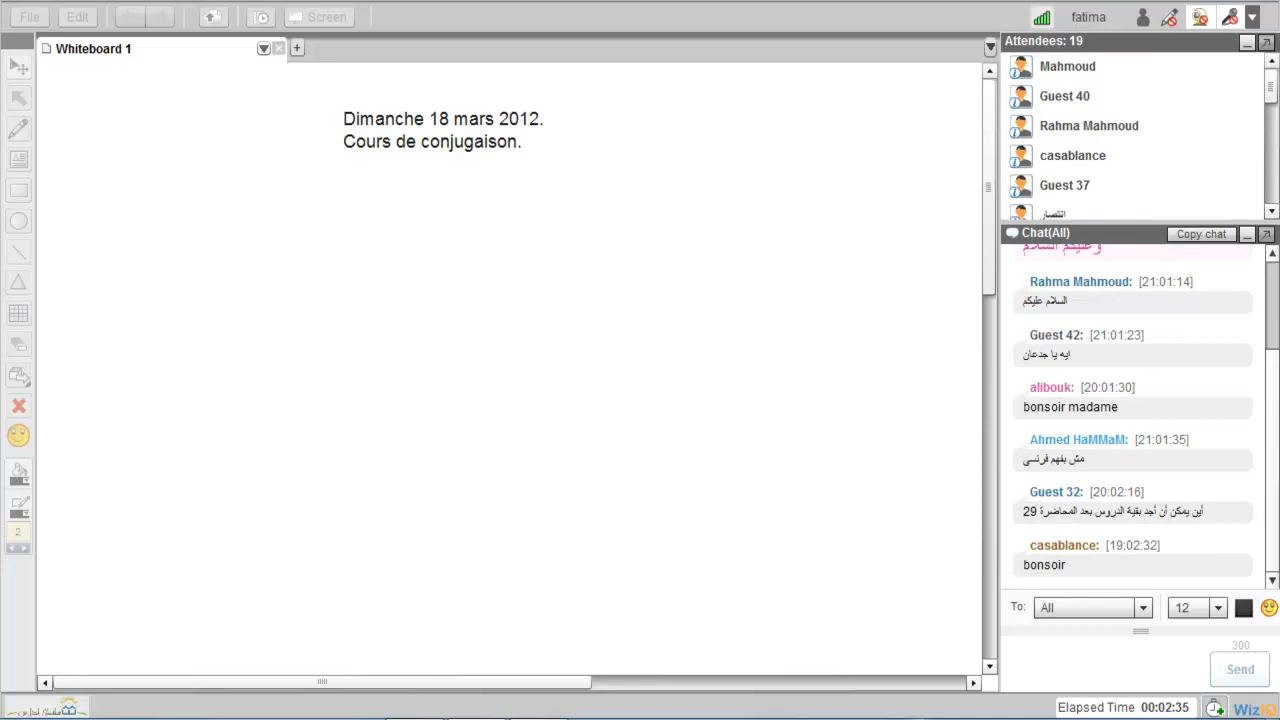 File
Edit
Screen
fatima
Whiteboard 1
Dimanche 18 mars 2012.
Cours de conjugaison.
Attendees: 19
Mahmoud
Guest 40
Rahma Mahmoud
casablance
Guest 37
انتصار
Chat(All)
Copy chat
وعليكم السلام
Rahma Mahmoud: [21:01:14]
السلام عليكم
Guest 42: [21:01:23]
ايه يا جدعان
alibouk: [20:01:30]
bonsoir madame
Ahmed HaMMaM: [21:01:35]
مش بفهم فرنسى
Guest 32: [20:02:16]
أين يمكن أن أجد بقية الدروس بعد المحاضرة 29
casablance: [19:02:32]
bonsoir
To:
All
12
300
Send
2
Elapsed Time 00:02:35
WizIQ